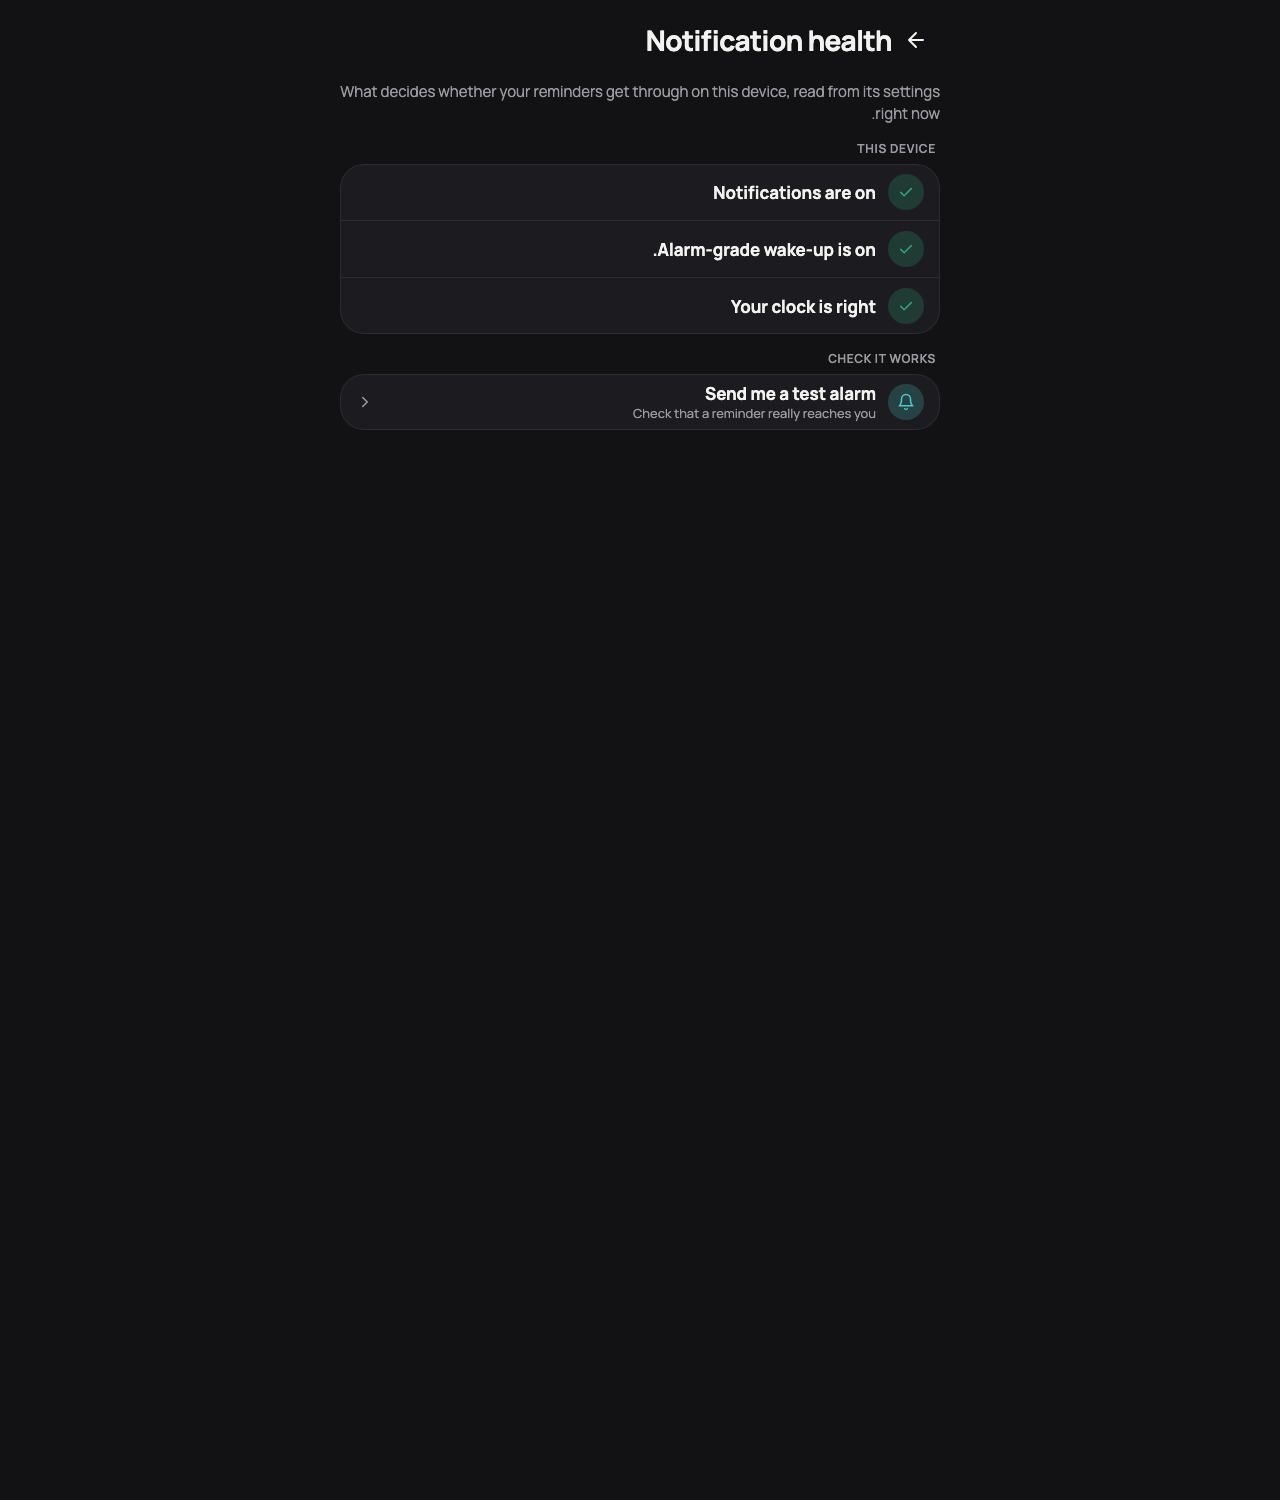 Notification health
What decides whether your reminders get through on this device, read from its settings
.right now
THIS DEVICE
Notifications are on
.Alarm-grade wake-up is on
Your clock is right
CHECK IT WORKS
Send me a test alarm
Check that a reminder really reaches you